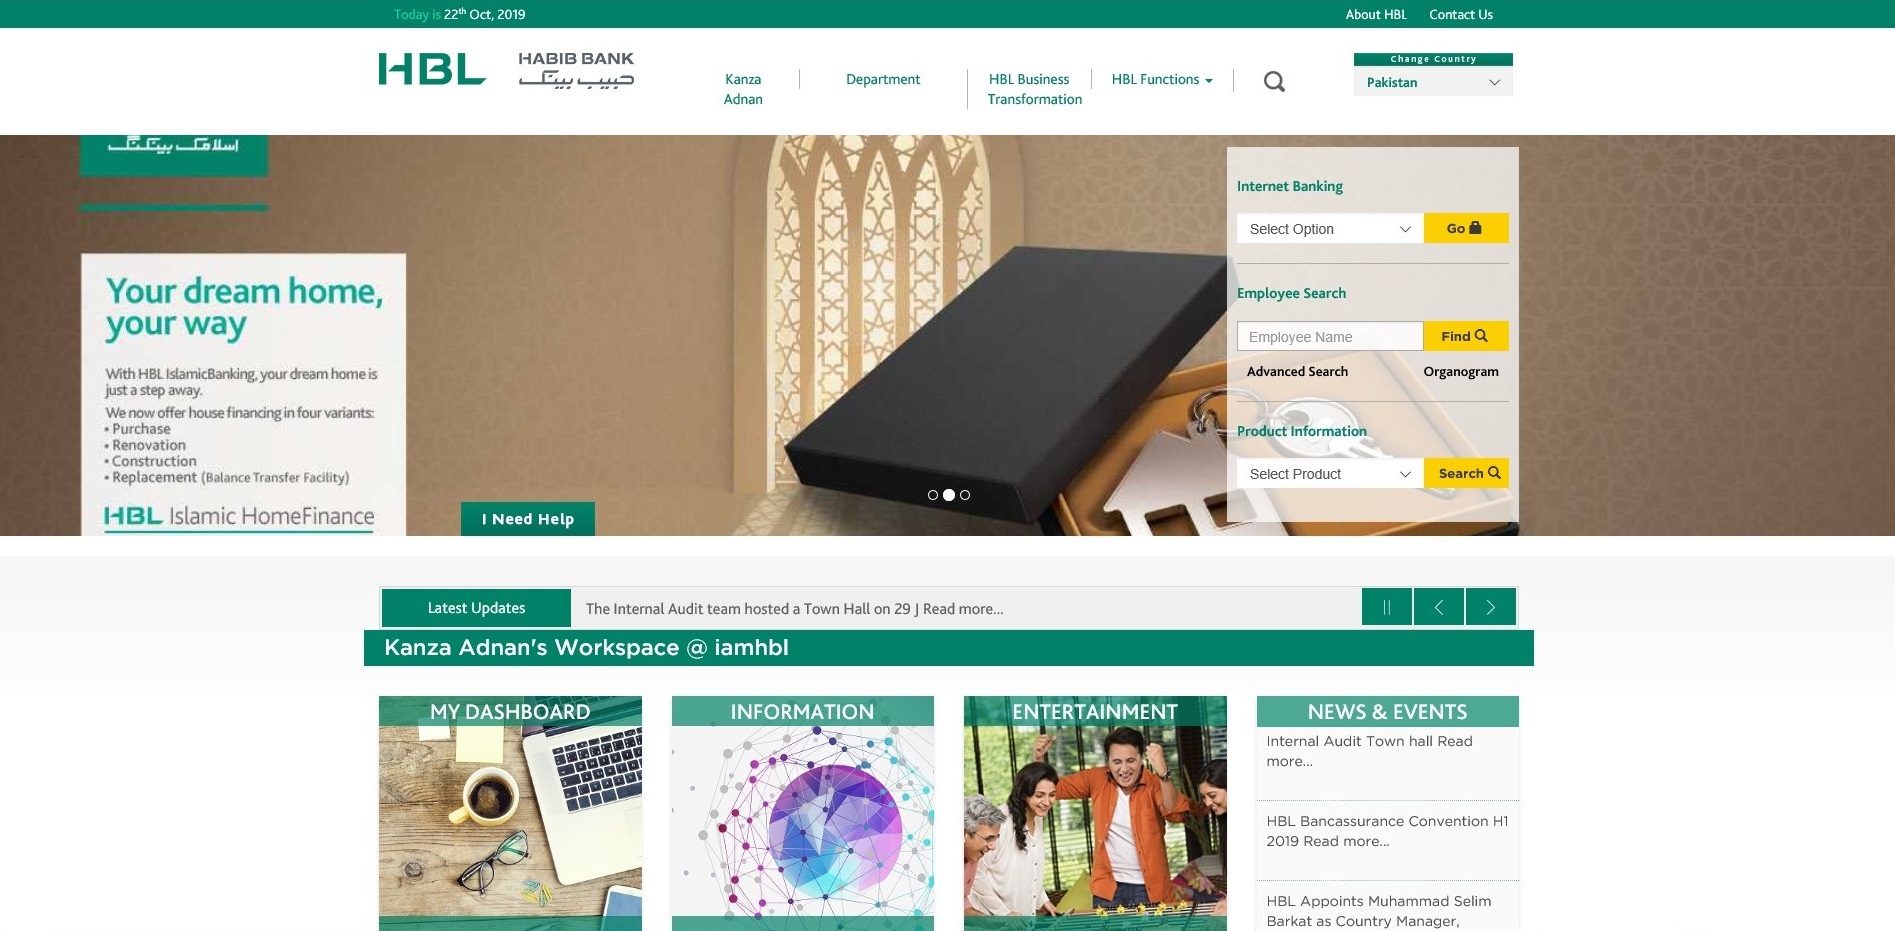 Today is 22th Oct, 2019
About HBL
Contact Us
HBL
HABIB BANK
حبیب بینک
Kanza
Adnan
Department
HBL Business
Transformation
HBL Functions
Change Country
Pakistan
اسلامک بینکنگ
Your dream home,
your way
With HBL IslamicBanking, your dream home is
just a step away.
We now offer house financing in four variants:
• Purchase
• Renovation
• Construction
• Replacement (Balance Transfer Facility)
HBL Islamic HomeFinance
I Need Help
Internet Banking
Select Option
Go
Employee Search
Employee Name
Find
Advanced Search
Organogram
Product Information
Select Product
Search
Latest Updates
The Internal Audit team hosted a Town Hall on 29 J Read more...
Kanza Adnan's Workspace @ iamhbl
MY DASHBOARD
INFORMATION
ENTERTAINMENT
NEWS & EVENTS
Internal Audit Town hall Read
more...
HBL Bancassurance Convention H1
2019 Read more...
HBL Appoints Muhammad Selim
Barkat as Country Manager,